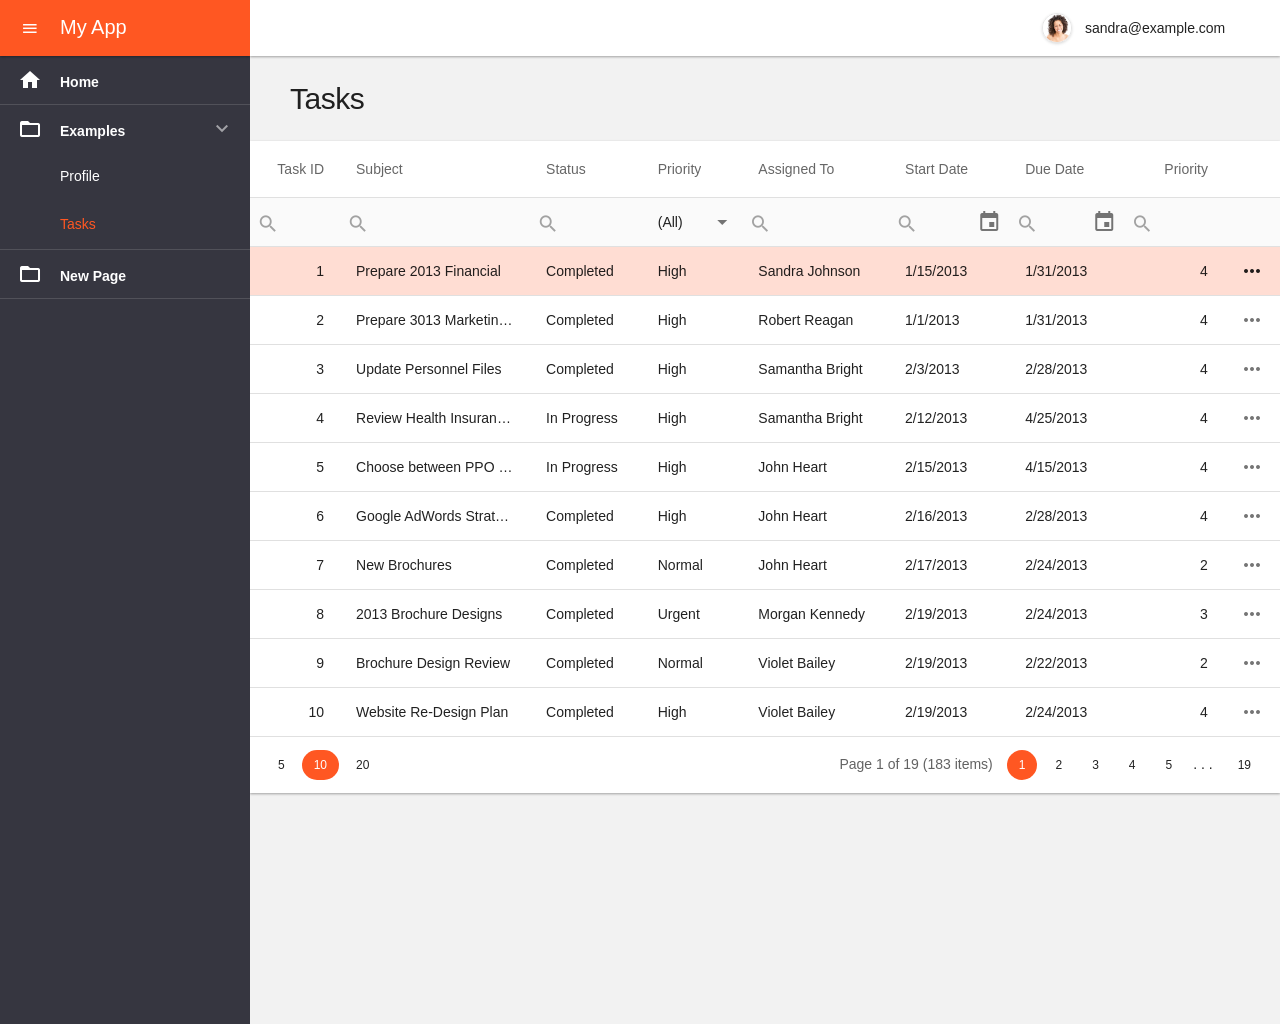 My App
sandra@example.com
Home
Examples
Profile
Tasks
New Page
Tasks
Task ID Subject Status Priority Assigned To Start Date Due Date Priority
(All)
1 Prepare 2013 Financial Completed High Sandra Johnson 1/15/2013 1/31/2013 4
2 Prepare 3013 Marketin… Completed High Robert Reagan 1/1/2013 1/31/2013 4
3 Update Personnel Files Completed High Samantha Bright 2/3/2013 2/28/2013 4
4 Review Health Insuran… In Progress High Samantha Bright 2/12/2013 4/25/2013 4
5 Choose between PPO … In Progress High John Heart 2/15/2013 4/15/2013 4
6 Google AdWords Strat… Completed High John Heart 2/16/2013 2/28/2013 4
7 New Brochures Completed Normal John Heart 2/17/2013 2/24/2013 2
8 2013 Brochure Designs Completed Urgent Morgan Kennedy 2/19/2013 2/24/2013 3
9 Brochure Design Review Completed Normal Violet Bailey 2/19/2013 2/22/2013 2
10 Website Re-Design Plan Completed High Violet Bailey 2/19/2013 2/24/2013 4
5 10 20 Page 1 of 19 (183 items) 1 2 3 4 5 . . . 19